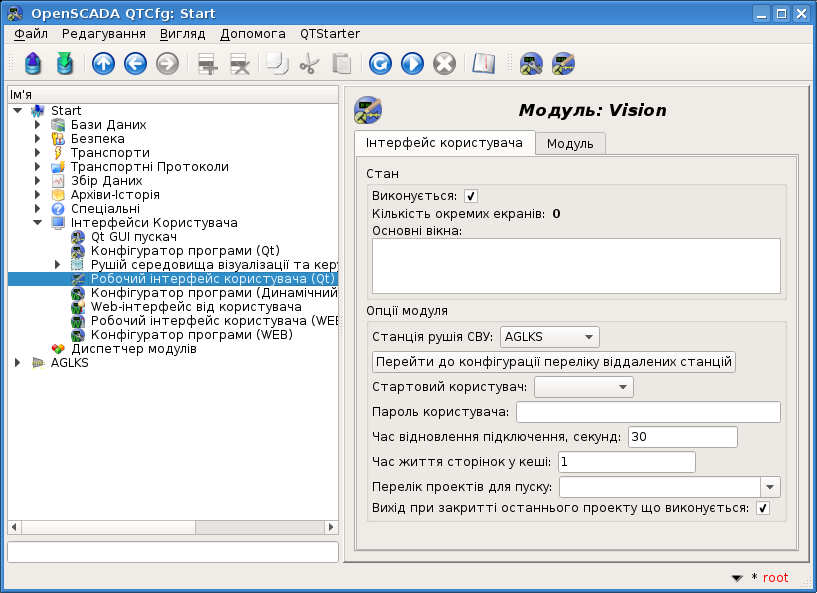 OpenSCADA QTCfg: Start
Файл Редагування Вигляд Допомога QTStarter
Ім'я
Start
Бази Даних
Безпека
Транспорти
Транспортні Протоколи
Збір Даних
Архіви-Історія
Спеціальні
Інтерфейси Користувача
Qt GUI пускач
Конфігуратор програми (Qt)
Рушій середовища візуалізації та кер
Робочий інтерфейс користувача (Qt)
Конфігуратор програми (Динамічний
Web-інтерфейс від користувача
Робочий інтерфейс користувача (WE
Конфігуратор програми (WEB)
Диспетчер модулів
AGLKS
Модуль: Vision
Інтерфейс користувача Модуль
Стан
Виконується:
Кількість окремих екранів: 0
Основні вікна:
Опції модуля
Станція рушія СВУ: AGLKS
Перейти до конфігурації переліку віддалених станцій
Стартовий користувач:
Пароль користувача:
Час відновлення підключення, секунд: 30
Час життя сторінок у кеші: 1
Перелік проектів для пуску:
Вихід при закритті останнього проекту що виконується:
* root